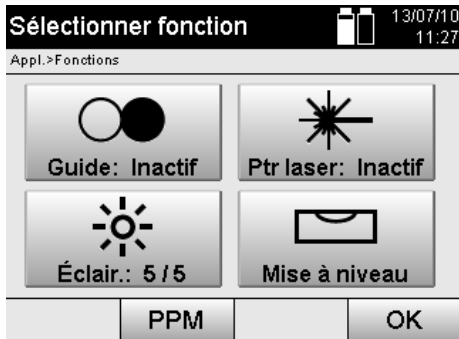 Sélectionner fonction
13/07/10
11:27
Appl.>Fonctions
Guide: Inactif
Ptr laser: Inactif
Éclair.: 5/5
Mise à niveau
PPM
OK